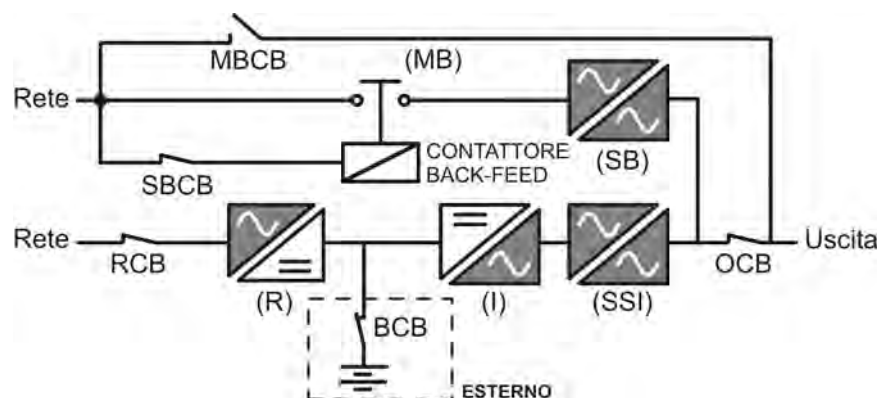 MBCB
(MB)
Rete
CONTATTORE
BACK-FEED
(SB)
SBCB
Rete
RCB
Uscita
OCB
(R)
(I)
(SSI)
BCB
ESTERNO